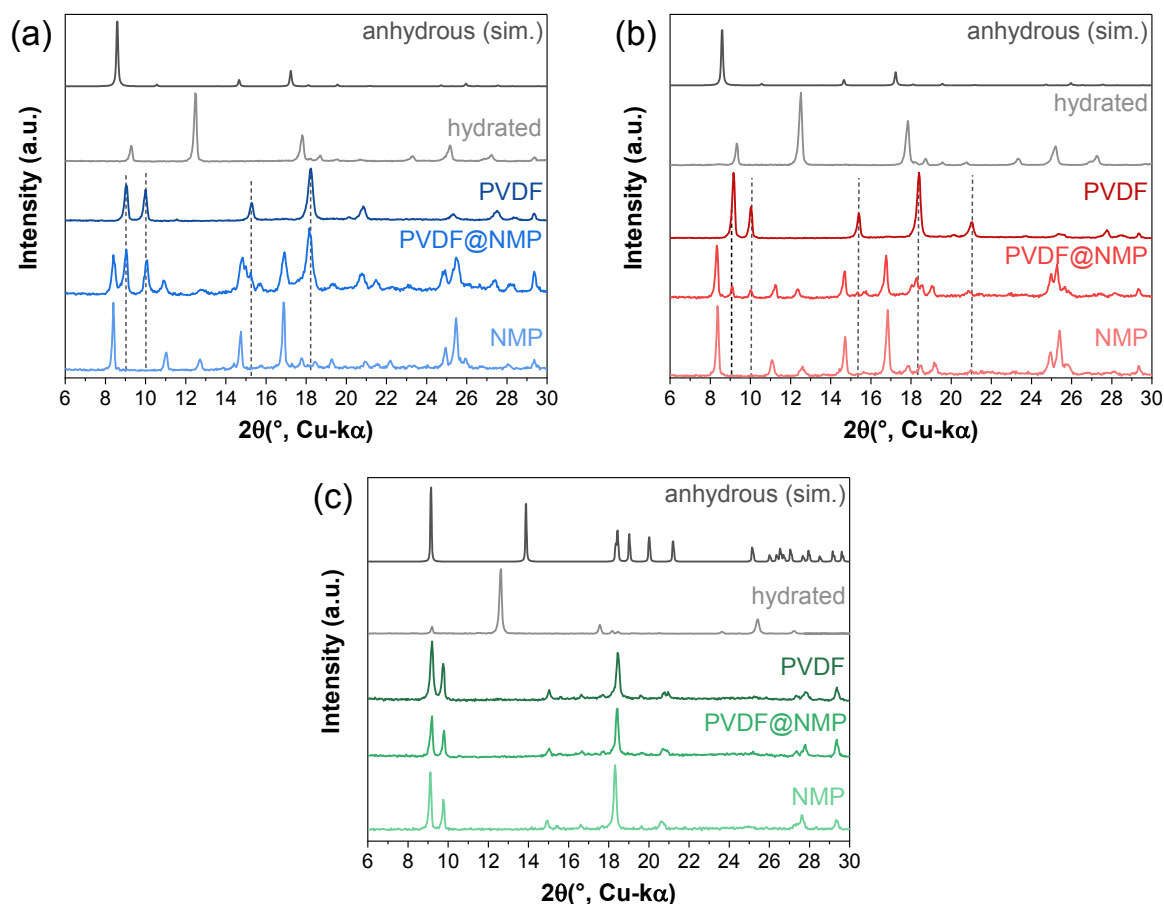 (a)
anhydrous (sim.)
hydrated
PVDF
PVDF@NMP
NMP
Intensity (a.u.)
6 8 10 12 14 16 18 20 22 24 26 28 30
2θ(°, Cu-kα)
(b)
anhydrous (sim.)
hydrated
PVDF
PVDF@NMP
NMP
Intensity (a.u.)
6 8 10 12 14 16 18 20 22 24 26 28 30
2θ(°, Cu-kα)
(c)
anhydrous (sim.)
hydrated
PVDF
PVDF@NMP
NMP
Intensity (a.u.)
6 8 10 12 14 16 18 20 22 24 26 28 30
2θ(°, Cu-kα)